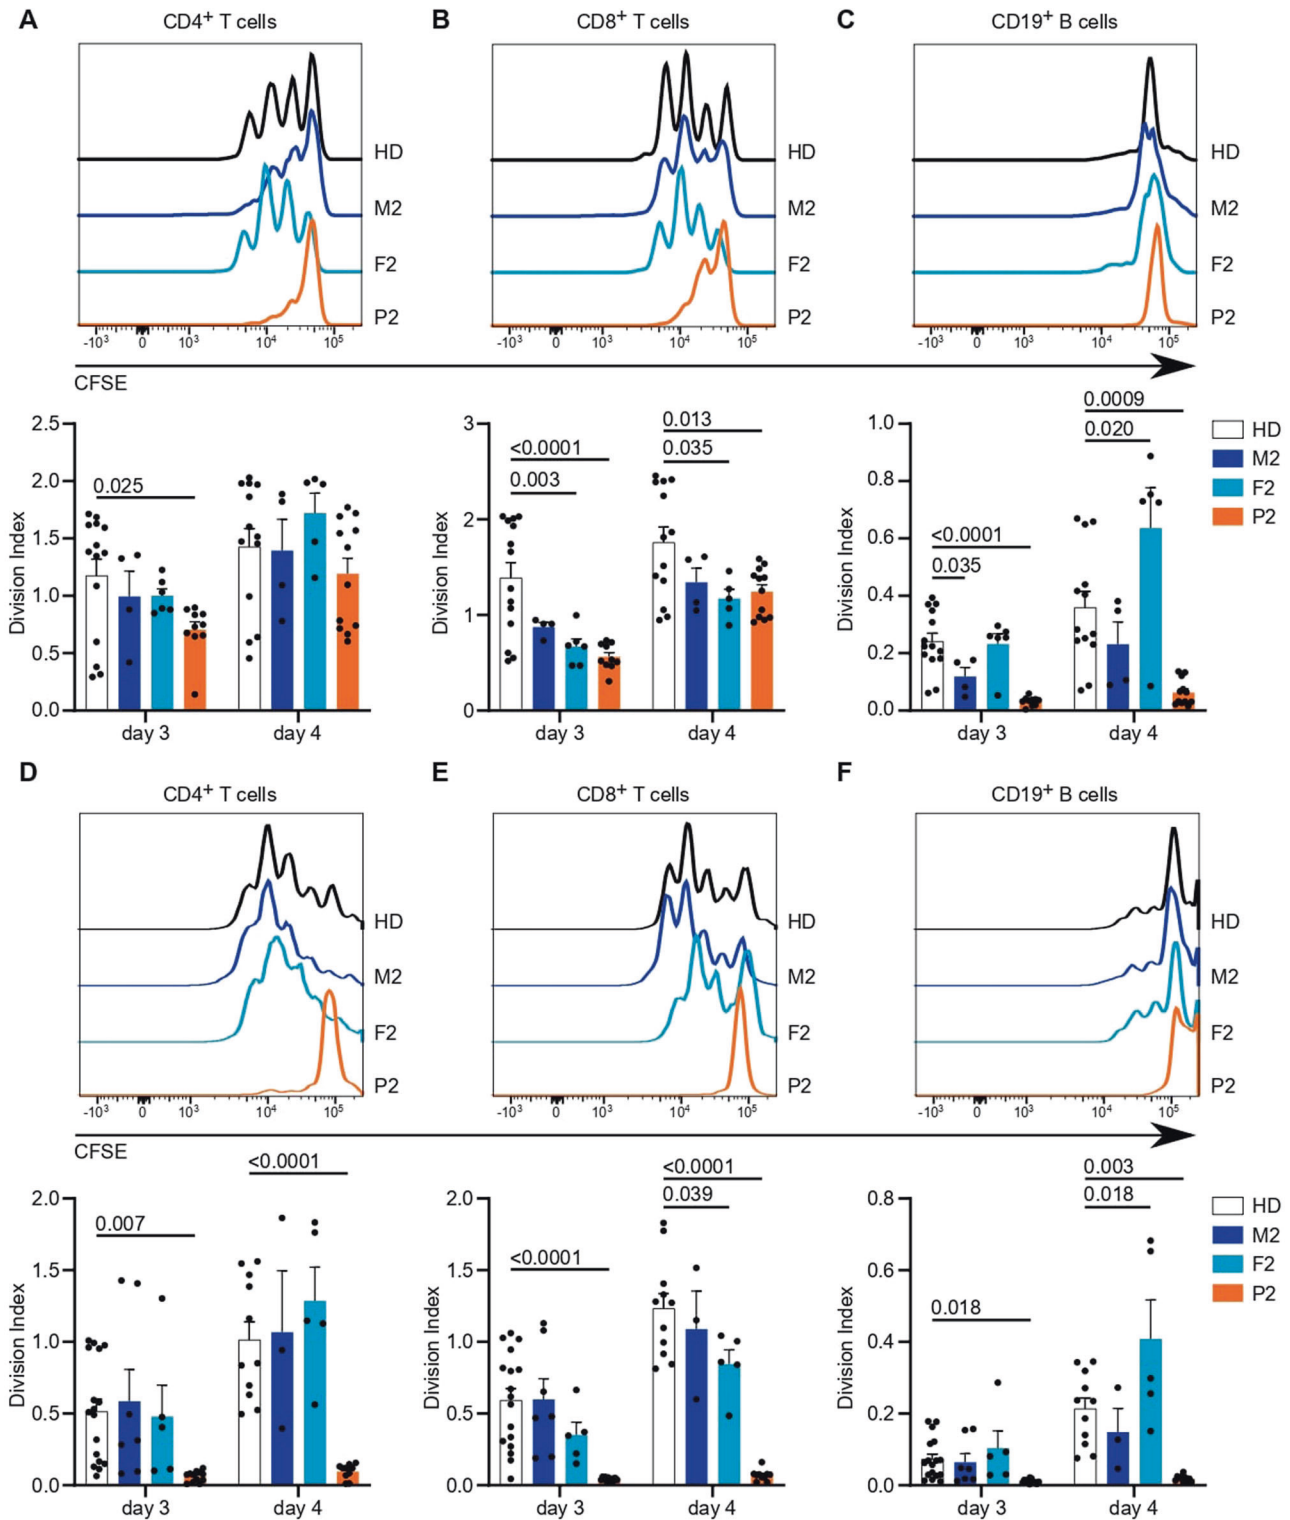 A
CD4+ T cells
HD
M2
F2
P2
-10³ 0 10³ 10⁴ 10⁵
B
CD8+ T cells
HD
M2
F2
P2
-10³ 0 10³ 10⁴ 10⁵
C
CD19+ B cells
HD
M2
F2
P2
-10³ 0 10³ 10⁴ 10⁵
CFSE
Division Index
2.5
2.0
1.5
1.0
0.5
0.0
0.025
day 3 day 4
Division Index
3
2
1
0
<0.0001
0.003
0.013
0.035
day 3 day 4
Division Index
1.0
0.8
0.6
0.4
0.2
0.0
<0.0001
0.035
0.0009
0.020
day 3 day 4
HD
M2
F2
P2
D
CD4+ T cells
HD
M2
F2
P2
-10³ 0 10³ 10⁴ 10⁵
E
CD8+ T cells
HD
M2
F2
P2
-10³ 0 10³ 10⁴ 10⁵
F
CD19+ B cells
HD
M2
F2
P2
-10³ 0 10³ 10⁴ 10⁵
CFSE
Division Index
2.0
1.5
1.0
0.5
0.0
0.007
<0.0001
day 3 day 4
Division Index
2.0
1.5
1.0
0.5
0.0
<0.0001
<0.0001
0.039
day 3 day 4
Division Index
0.8
0.6
0.4
0.2
0.0
0.018
0.003
0.018
day 3 day 4
HD
M2
F2
P2